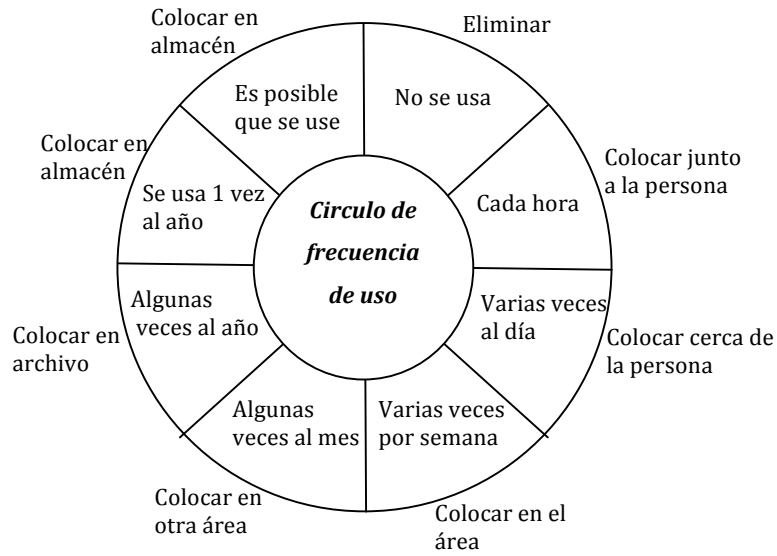 Colocar en
almacén
Eliminar
Es posible
que se use
No se usa
Colocar en
almacén
Colocar junto
a la persona
Se usa 1 vez
al año
Cada hora
Circulo de
frecuencia
de uso
Algunas
veces al año
Varias veces
al día
Colocar en
archivo
Colocar cerca de
la persona
Algunas
veces al mes
Varias veces
por semana
Colocar en
otra área
Colocar en el
área